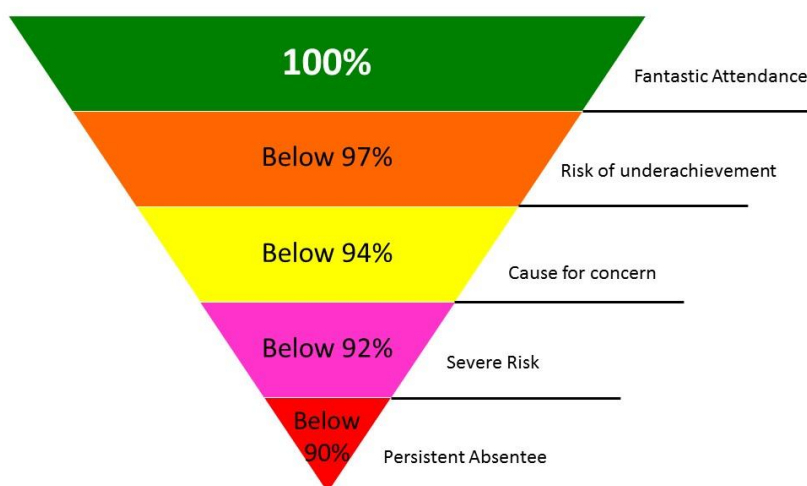 100%
Fantastic Attendance
Below 97%
Risk of underachievement
Below 94%
Cause for concern
Below 92%
Severe Risk
Below
90%
Persistent Absentee